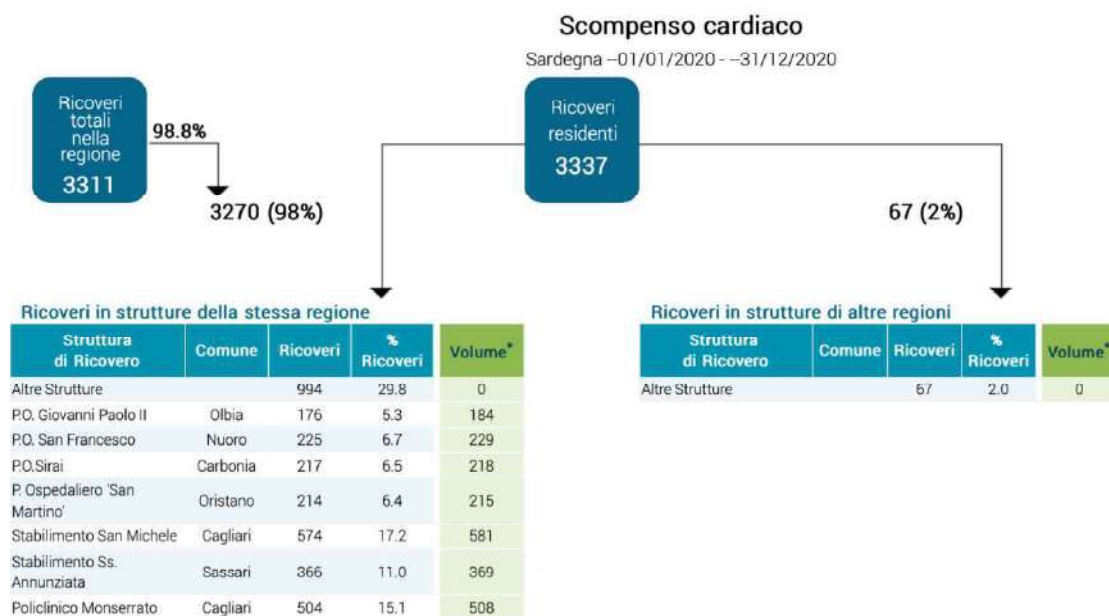 Scompenso cardiaco
Sardegna --01/01/2020 - --31/12/2020
Ricoveri
totali
nella
regione
3311
98.8%
3270 (98%)
Ricoveri
residenti
3337
67 (2%)
Ricoveri in strutture della stessa regione
Struttura di Ricovero Comune Ricoveri % Ricoveri Volume*
Altre Strutture 994 29.8 0
P.O. Giovanni Paolo II Olbia 176 5.3 184
P.O. San Francesco Nuoro 225 6.7 229
P.O.Sirai Carbonia 217 6.5 218
P. Ospedaliero 'San Martino' Oristano 214 6.4 215
Stabilimento San Michele Cagliari 574 17.2 581
Stabilimento Ss. Annunziata Sassari 366 11.0 369
Policlinico Monserrato Cagliari 504 15.1 508
Ricoveri in strutture di altre regioni
Struttura di Ricovero Comune Ricoveri % Ricoveri Volume*
Altre Strutture 67 2.0 0